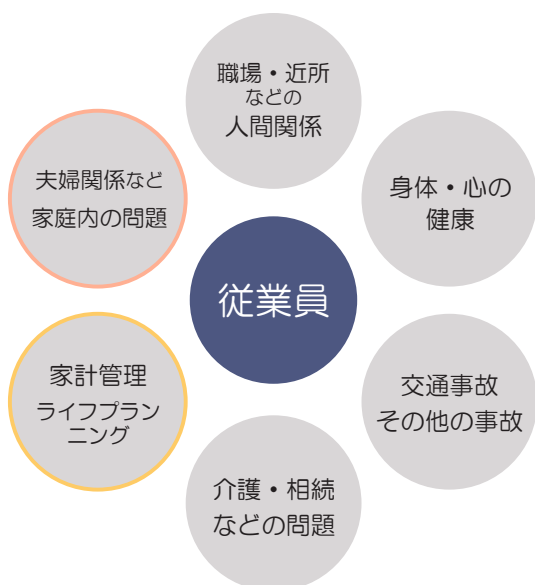 職場・近所
などの
人間関係
身体・心の
健康
夫婦関係など
家庭内の問題
従業員
交通事故
その他の事故
家計管理
ライフプラン
ニング
介護・相続
などの問題